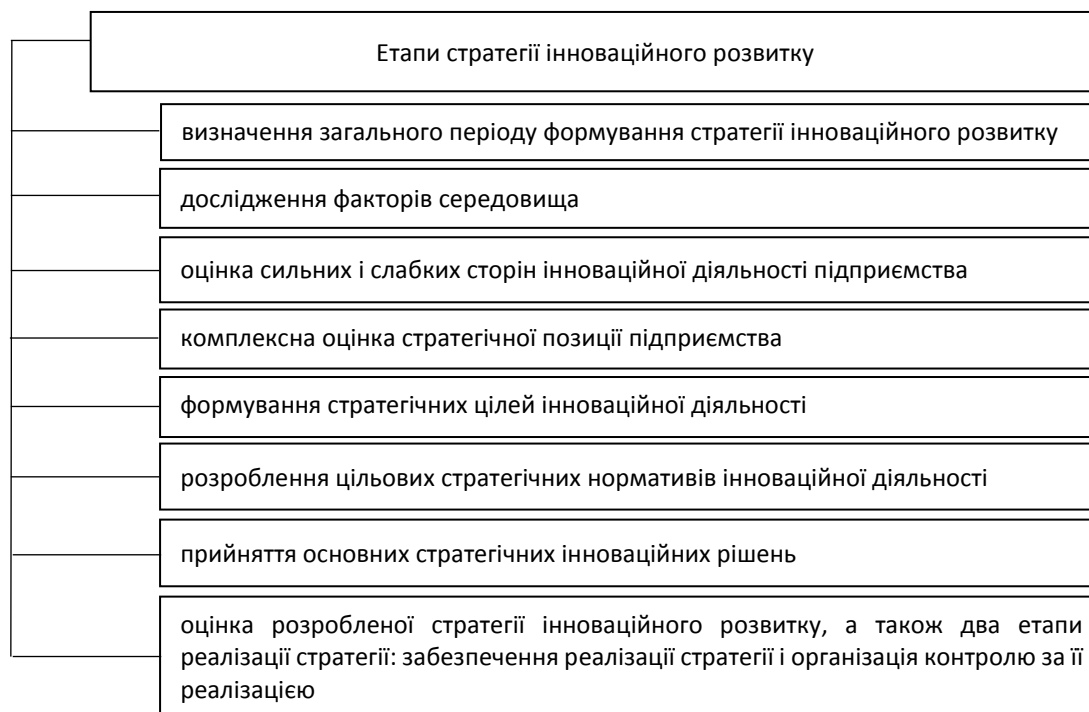 Етапи стратегії інноваційного розвитку
визначення загального періоду формування стратегії інноваційного розвитку
дослідження факторів середовища
оцінка сильних і слабких сторін інноваційної діяльності підприємства
комплексна оцінка стратегічної позиції підприємства
формування стратегічних цілей інноваційної діяльності
розроблення цільових стратегічних нормативів інноваційної діяльності
прийняття основних стратегічних інноваційних рішень
оцінка розробленої стратегії інноваційного розвитку, а також два етапи
реалізації стратегії: забезпечення реалізації стратегії і організація контролю за її
реалізацією